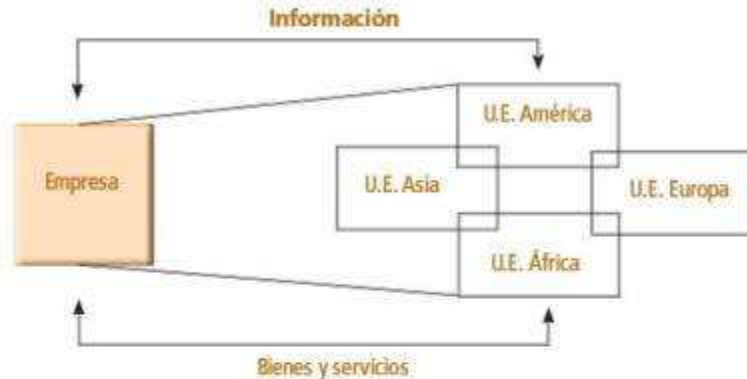 Información
U.E. América
Empresa
U.E. Asia
U.E. Europa
U.E. África
Bienes y servicios